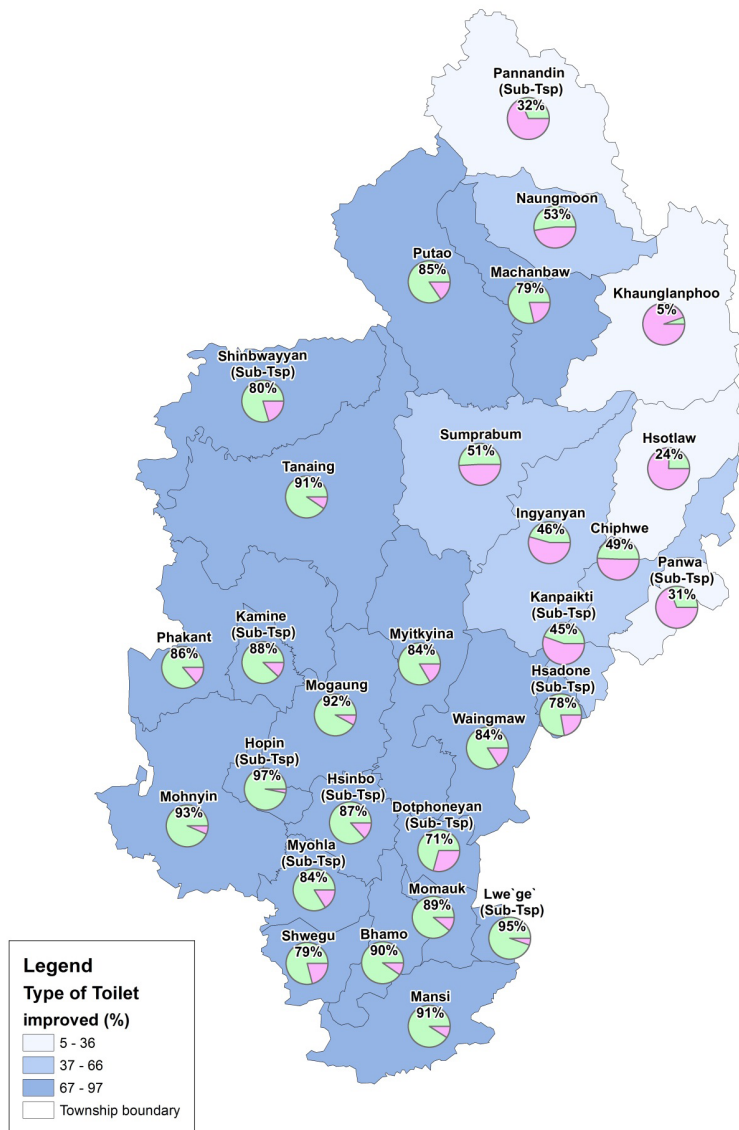 Pannandin
(Sub-Tsp)
32%
Naungmoon
53%
Putao
85%
Machanbaw
79%
Khaunglanphoo
5%
Shinbwayyan
(Sub-Tsp)
80%
Sumprabum
51%
Hsotlaw
24%
Tanaing
91%
Ingyanyan
46%
Chiphwe
49%
Panwa
(Sub-Tsp)
31%
Kanpaikti
(Sub-Tsp)
45%
Kamine
(Sub-Tsp)
88%
Phakant
86%
Myitkyina
84%
Hsadone
(Sub-Tsp)
78%
Mogaung
92%
Waingmaw
84%
Hopin
(Sub-Tsp)
97%
Hsinbo
(Sub-Tsp)
87%
Mohnyin
93%
Dotphoneyan
(Sub- Tsp)
71%
Myohla
(Sub-Tsp)
84%
Momauk
89%
Lwe`ge`
(Sub-Tsp)
95%
Shwegu
79%
Bhamo
90%
Mansi
91%
Legend
Type of Toilet
improved (%)
5 - 36
37 - 66
67 - 97
Township boundary